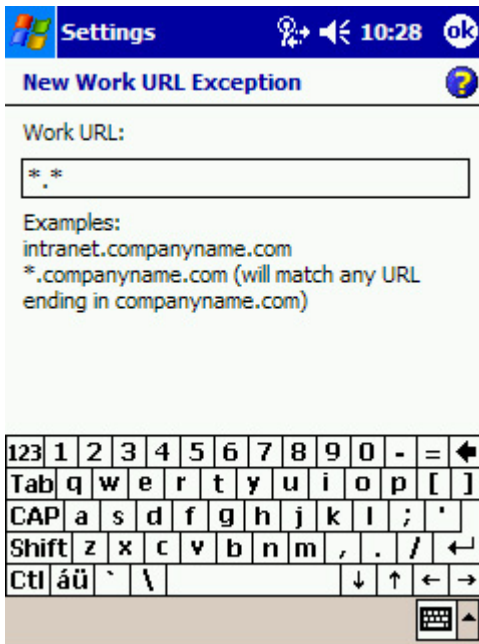 Settings 10:28 ok
New Work URL Exception ?
Work URL:
*.*
Examples:
intranet.companyname.com
*.companyname.com (will match any URL
ending in companyname.com)
123 1 2 3 4 5 6 7 8 9 0 - = ←
Tab q w e r t y u i o p [ ]
CAP a s d f g h j k l ; '
Shift z x c v b n m , . / ↵
Ctl áü ` \ ↓ ↑ ← →